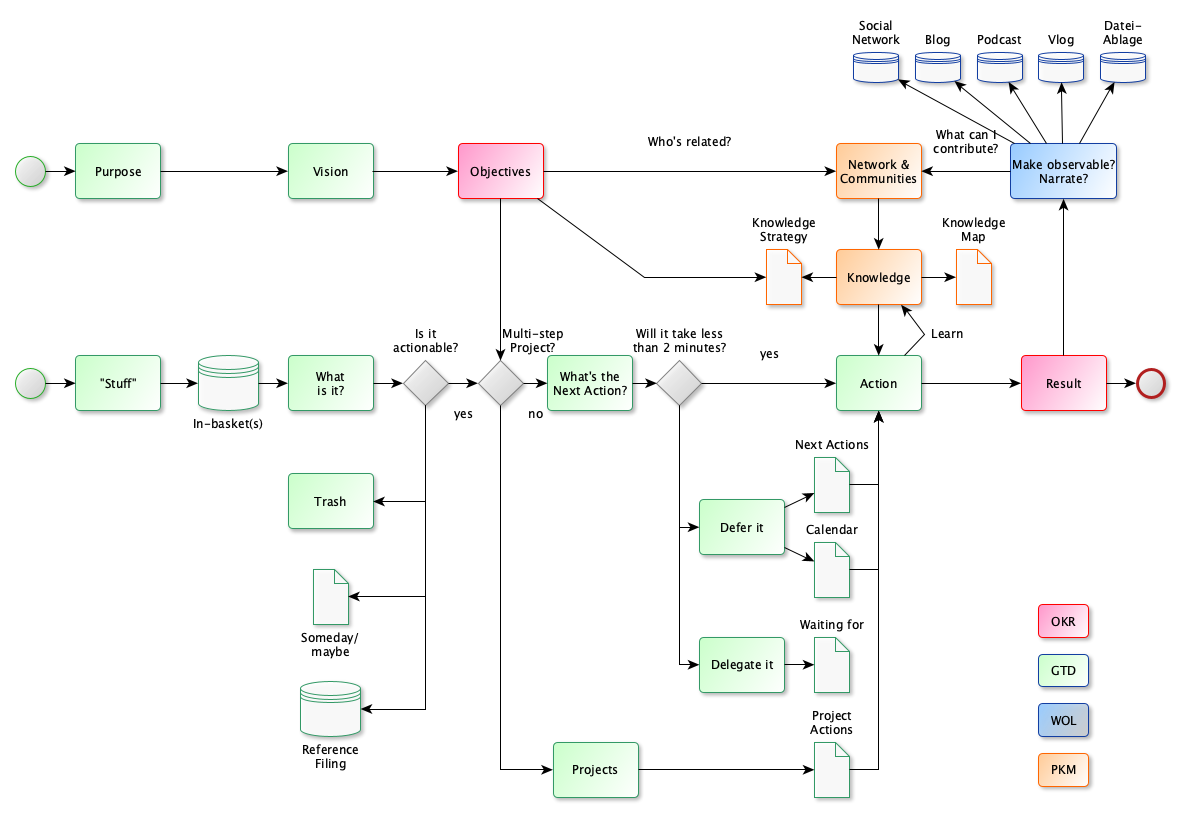 Social
Network
Blog
Podcast
Vlog
Datei-
Ablage
Who's related?
What can I
contribute?
Purpose
Vision
Objectives
Network &
Communities
Make observable?
Narrate?
Knowledge
Strategy
Knowledge
Map
Knowledge
Learn
Is it
actionable?
Multi-step
Project?
Will it take less
than 2 minutes?
yes
"Stuff"
In-basket(s)
What
is it?
yes
no
What's the
Next Action?
Action
Result
Next Actions
Trash
Defer it
Calendar
Someday/
maybe
Waiting for
Delegate it
Reference
Filing
Project
Actions
Projects
OKR
GTD
WOL
PKM